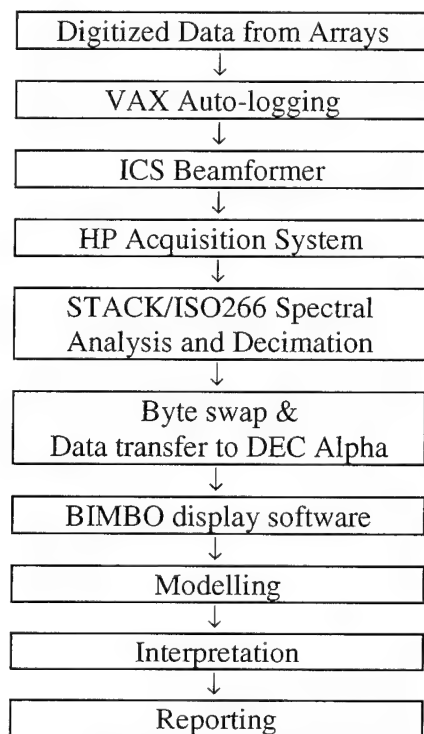 Digitized Data from Arrays
↓
VAX Auto-logging
↓
ICS Beamformer
↓
HP Acquisition System
↓
STACK/ISO266 Spectral
Analysis and Decimation
↓
Byte swap &
Data transfer to DEC Alpha
↓
BIMBO display software
↓
Modelling
↓
Interpretation
↓
Reporting